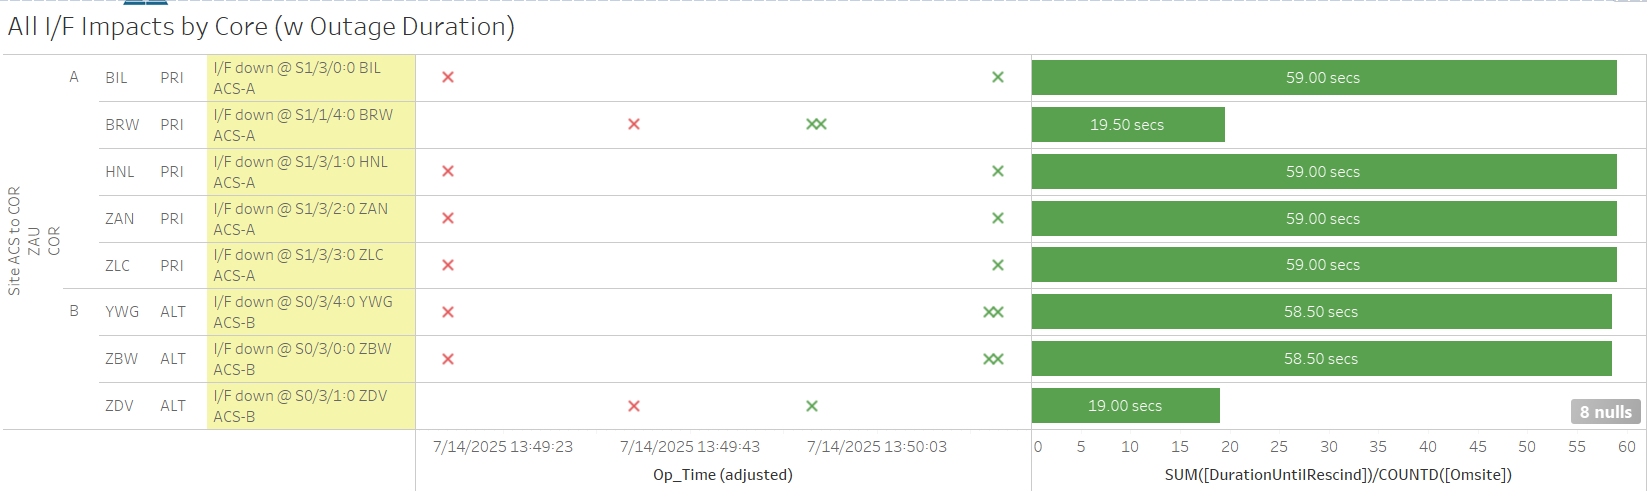 All I/F Impacts by Core (w Outage Duration)
Site ACS to COR
ZAU
COR
A BIL PRI I/F down @ S1/3/0:0 BIL
ACS-A
59.00 secs
BRW PRI I/F down @ S1/1/4:0 BRW
ACS-A
19.50 secs
HNL PRI I/F down @ S1/3/1:0 HNL
ACS-A
59.00 secs
ZAN PRI I/F down @ S1/3/2:0 ZAN
ACS-A
59.00 secs
ZLC PRI I/F down @ S1/3/3:0 ZLC
ACS-A
59.00 secs
B YWG ALT I/F down @ S0/3/4:0 YWG
ACS-B
58.50 secs
ZBW ALT I/F down @ S0/3/0:0 ZBW
ACS-B
58.50 secs
ZDV ALT I/F down @ S0/3/1:0 ZDV
ACS-B
19.00 secs
8 nulls
7/14/2025 13:49:23 7/14/2025 13:49:43 7/14/2025 13:50:03
0 5 10 15 20 25 30 35 40 45 50 55 60
Op_Time (adjusted)
SUM([DurationUntilRescind])/COUNTD([Omsite])